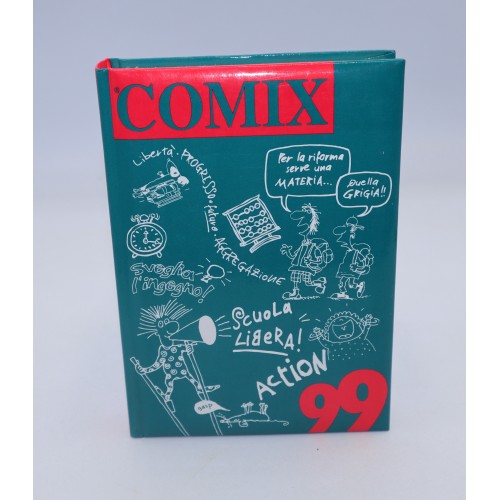 COMIX
Libertà · PROGRESSO · futuro · AGGREGAZIONE
Per la riforma
serve una
MATERIA...
Quella
GRIGIA!!
sveglia
l'ingegno!
SCUOLA
LIBERA!
ACTION
gulp
99